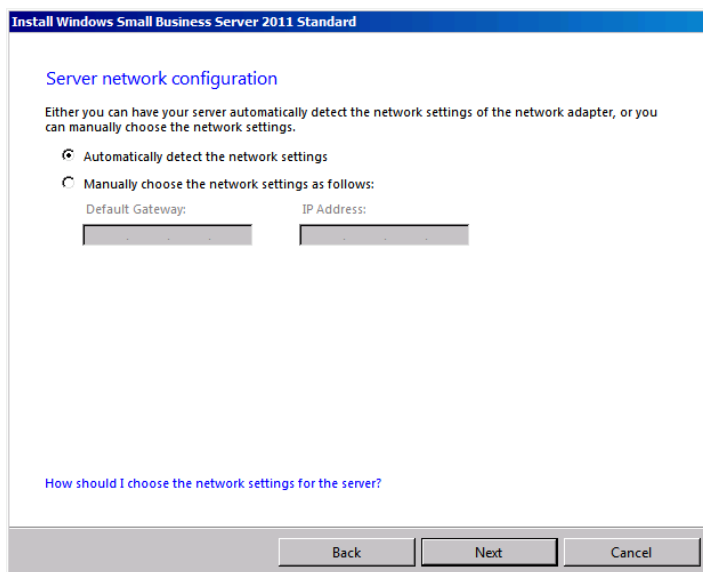 Install Windows Small Business Server 2011 Standard
Server network configuration
Either you can have your server automatically detect the network settings of the network adapter, or you
can manually choose the network settings.
Automatically detect the network settings
Manually choose the network settings as follows:
Default Gateway: IP Address:
How should I choose the network settings for the server?
Back Next Cancel